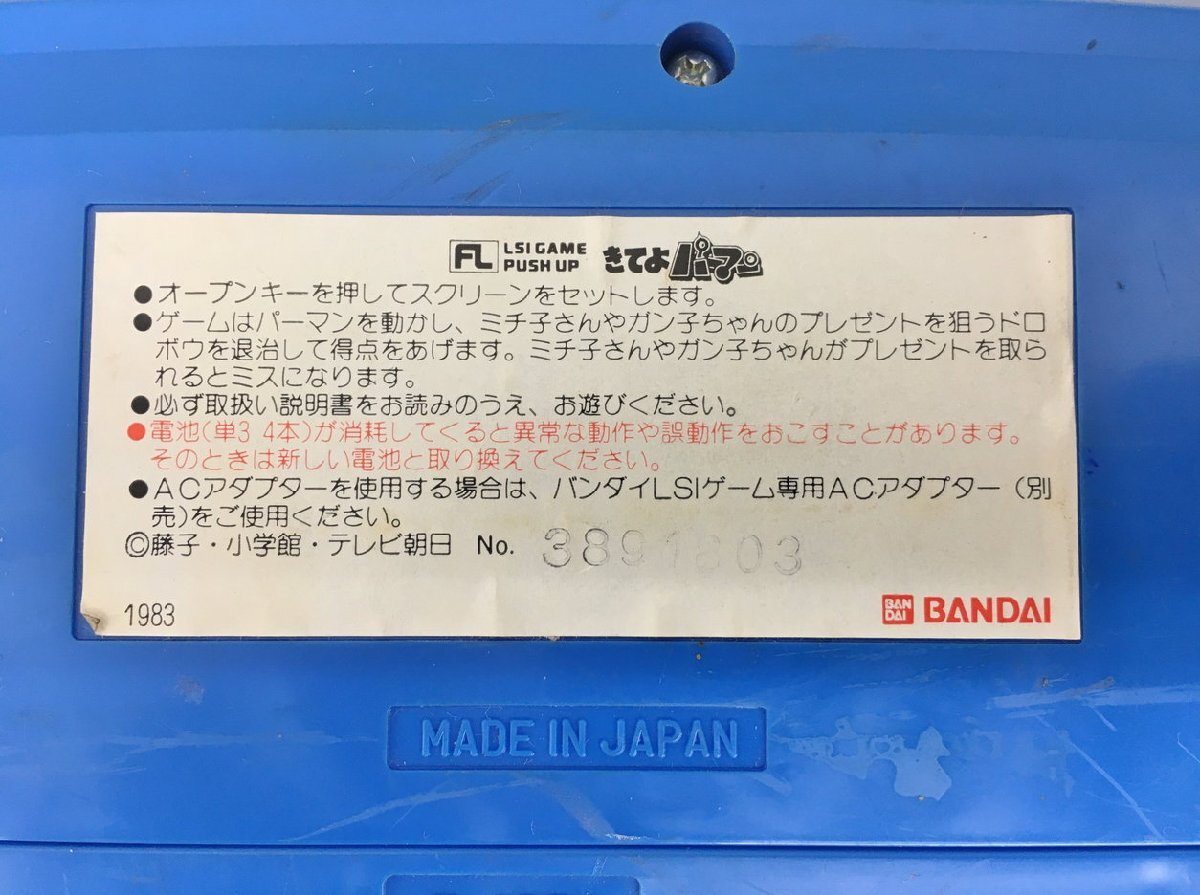 FL LSI GAME PUSH UP きてよパーマン
●オープンキーを押してスクリーンをセットします。
●ゲームはパーマンを動かし、ミチ子さんやガン子ちゃんのプレゼントを狙うドロ
ボウを退治して得点をあげます。ミチ子さんやガン子ちゃんがプレゼントを取ら
れるとミスになります。
●必ず取扱い説明書をお読みのうえ、お遊びください。
●電池(単3 4本)が消耗してくると異常な動作や誤動作をおこすことがあります。
そのときは新しい電池と取り換えてください。
●ACアダプターを使用する場合は、バンダイLSIゲーム専用ACアダプター(別
売)をご使用ください。
©藤子・小学館・テレビ朝日 No.
1983
BAN DAI BANDAI
MADE IN JAPAN